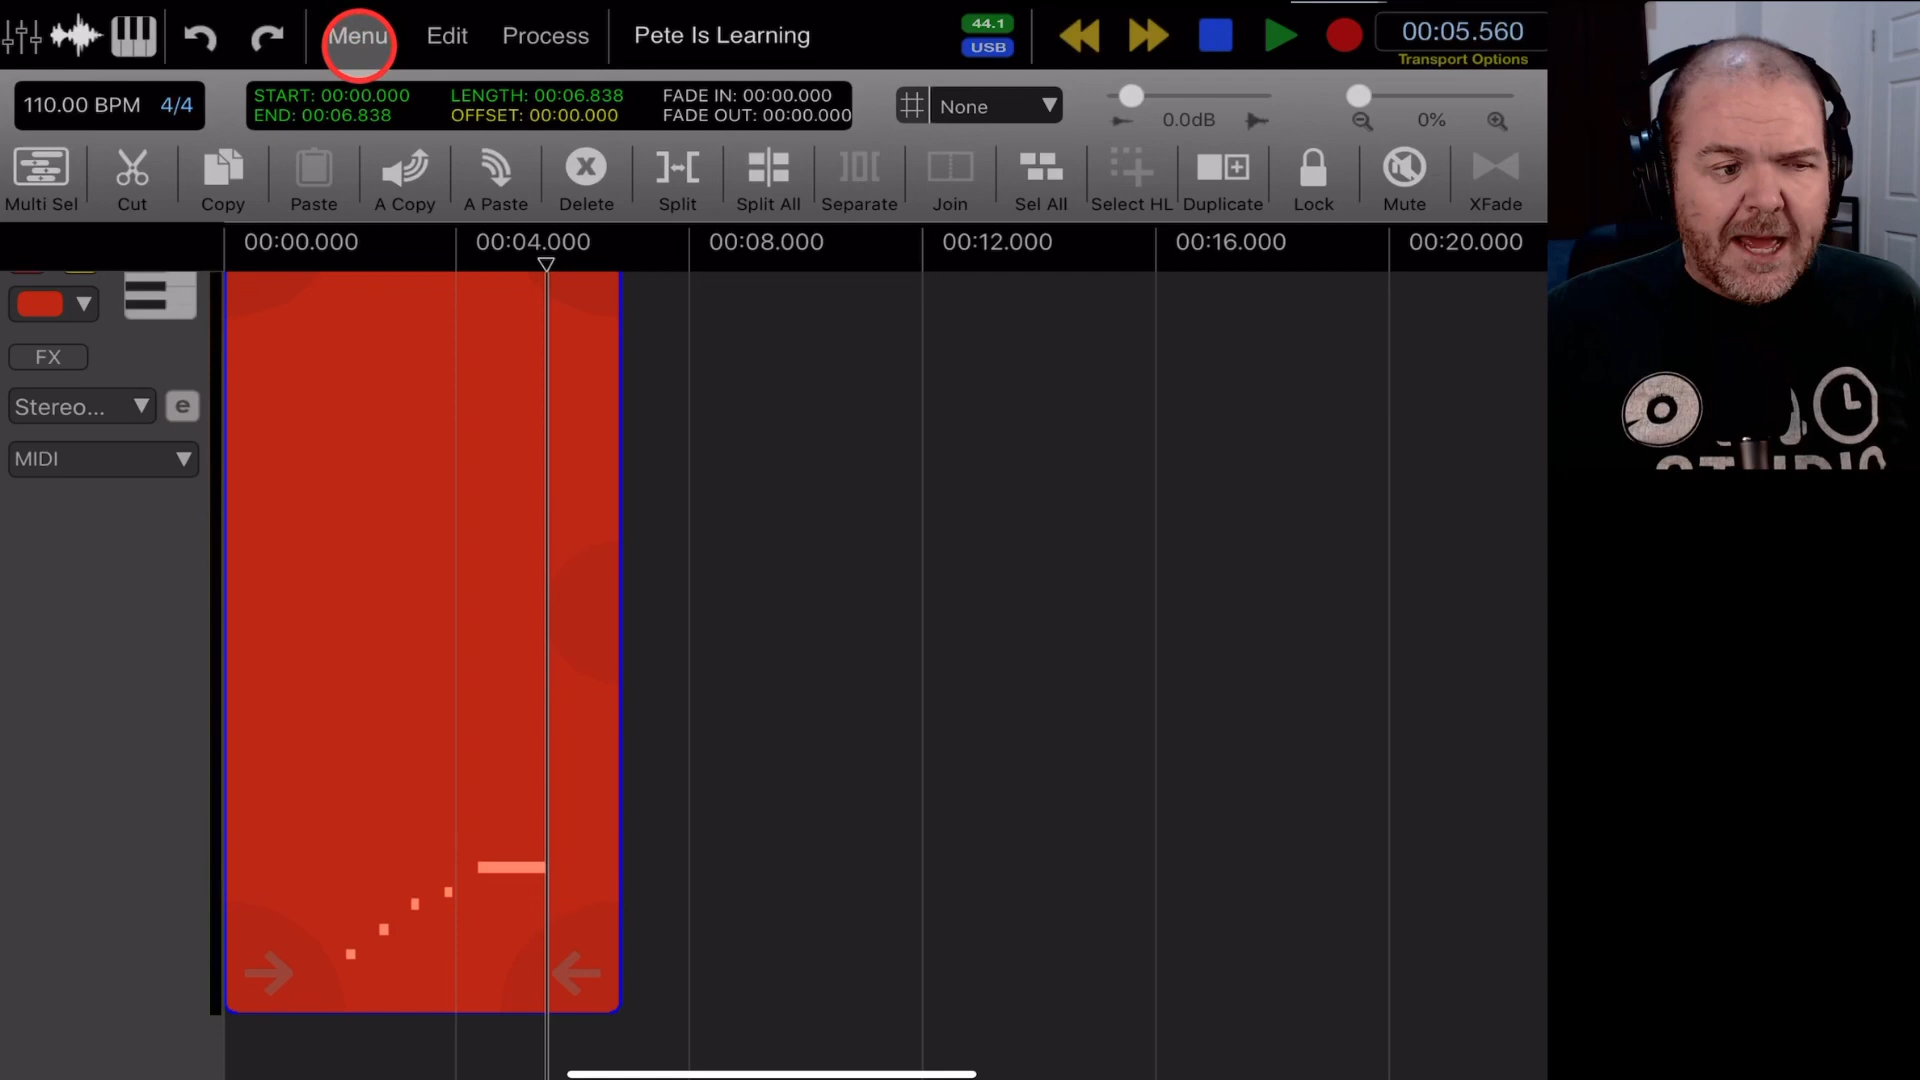 Menu Edit Process Pete Is Learning 44.1 USB 00:05.560
Transport Options
110.00 BPM 4/4 START: 00:00.000 LENGTH: 00:06.838 FADE IN: 00:00.000 None
END: 00:06.838 OFFSET: 00:00.000 FADE OUT: 00:00.000 0.0dB 0%
Multi Sel Cut Copy Paste A Copy A Paste Delete Split Split All Separate Join Sel All Select HL Duplicate Lock Mute XFade
00:00.000 00:04.000 00:08.000 00:12.000 00:16.000 00:20.000
FX
Stereo... e
MIDI